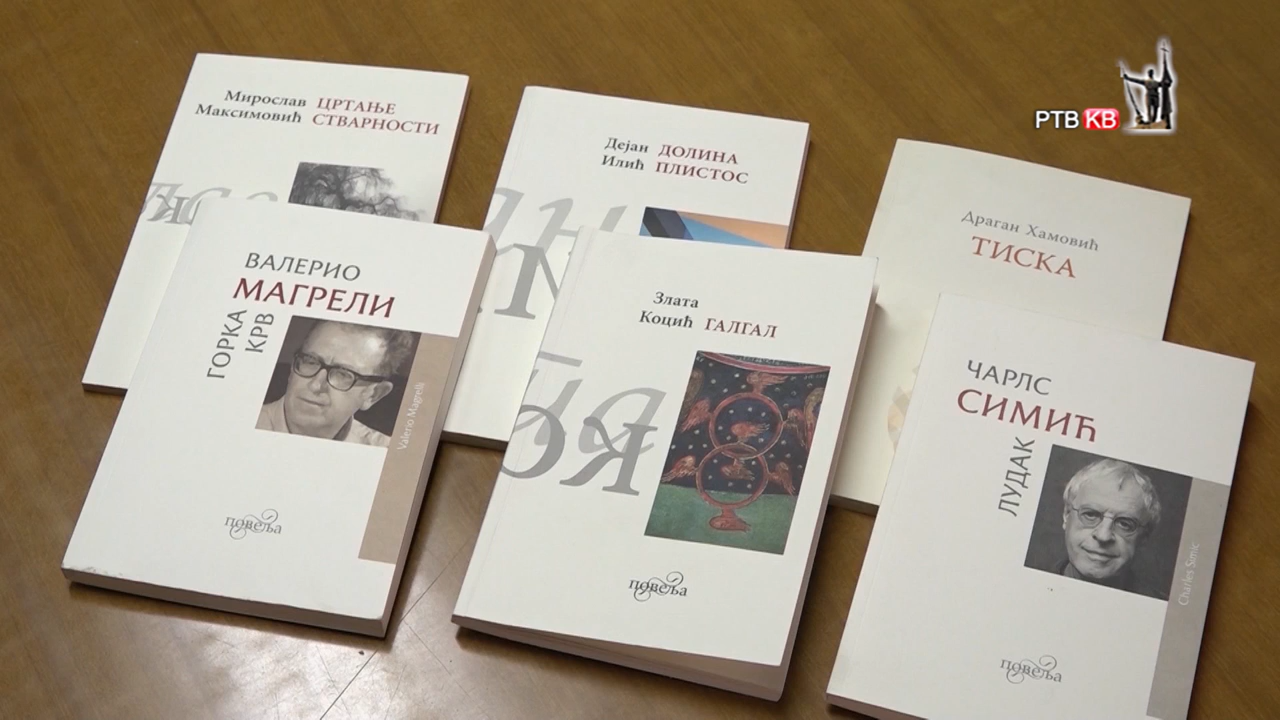 Мирослав ЦРТАЊЕ
Максимовић СТВАРНОСТИ
Дејан ДОЛИНА
Илић ПЛИСТОС
РТВ КВ
Драган Хамовић
ТИСКА
ВАЛЕРИО
МАГРЕЛИ
ГОРКА
КРВ
Valerio Magrelli
повеља
Злата
Коцић ГАЛГАЛ
повеља
ЧАРЛС
СИМИЋ
ЛУДАК
Charles Simic
повеља